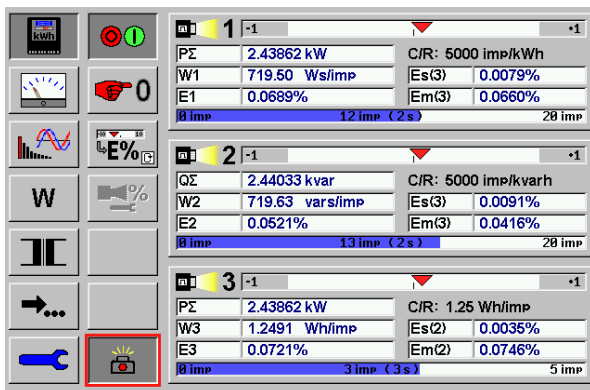 kWh
1 -1 +1
PΣ 2.43862 kW C/R: 5000 imp/kWh
W1 719.50 Ws/imp Es(3) 0.0079%
E1 0.0689% Em(3) 0.0660%
0 imp 12 imp (2 s) 20 imp
0
E%
2 -1 +1
QΣ 2.44033 kvar C/R: 5000 imp/kvarh
W2 719.63 vars/imp Es(3) 0.0091%
E2 0.0521% Em(3) 0.0416%
0 imp 13 imp (2 s) 20 imp
W
%
3 -1 +1
PΣ 2.43862 kW C/R: 1.25 Wh/imp
W3 1.2491 Wh/imp Es(2) 0.0035%
E3 0.0721% Em(2) 0.0746%
0 imp 3 imp (3 s) 5 imp